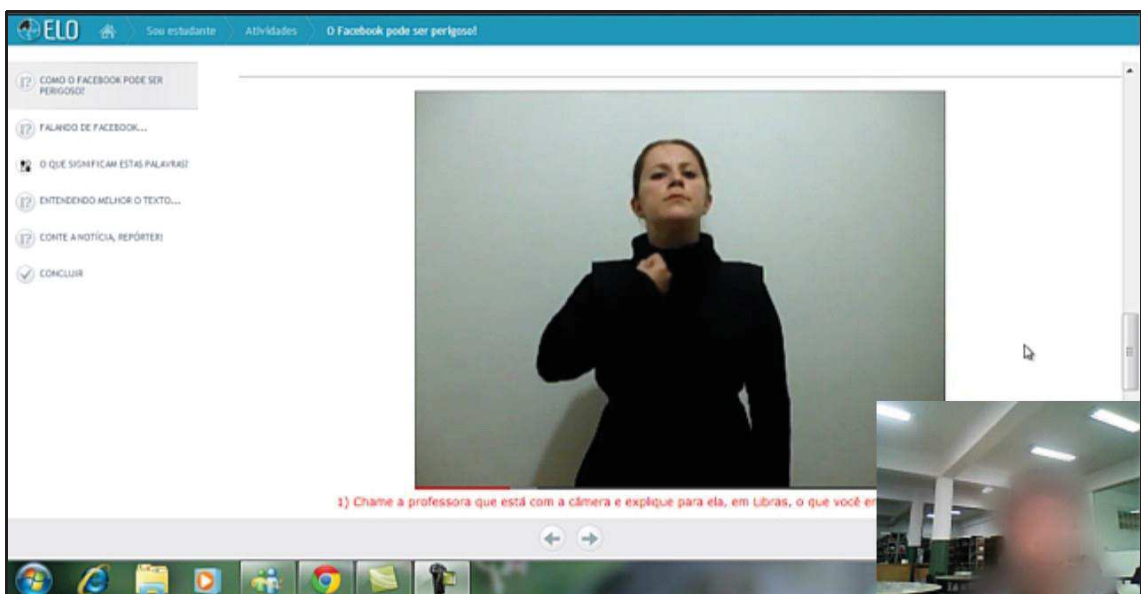 ELO Sou estudante Atividades O Facebook pode ser perigoso!
COMO O FACEBOOK PODE SER
PERIGOSO?
FALANDO DE FACEBOOK...
O QUE SIGNIFICAM ESTAS PALAVRAS?
ENTENDENDO MELHOR O TEXTO...
CONTE A NOTÍCIA, REPÓRTER!
CONCLUIR
1) Chame a professora que está com a câmera e explique para ela, em Libras, o que você